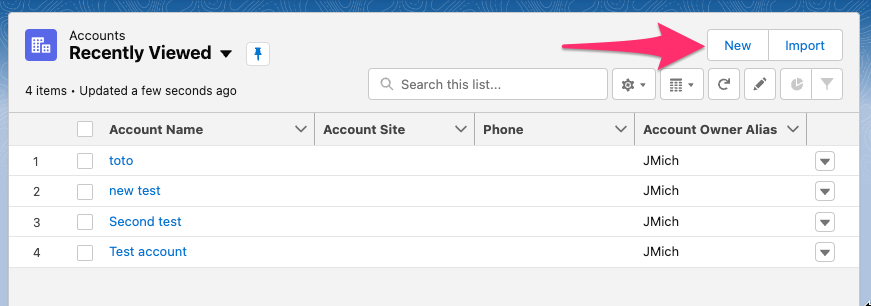 Accounts
Recently Viewed
New Import
4 items • Updated a few seconds ago
Search this list...
Account Name Account Site Phone Account Owner Alias
1 toto JMich
2 new test JMich
3 Second test JMich
4 Test account JMich